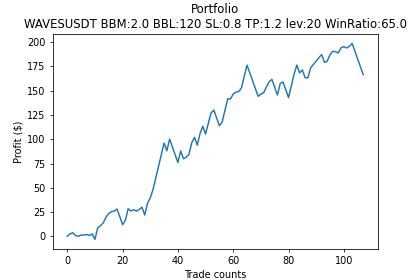 Portfolio
WAVESUSDT BBM:2.0 BBL:120 SL:0.8 TP:1.2 lev:20 WinRatio:65.0
200
175
150
125
100
75
50
25
0
Profit ($)
0 20 40 60 80 100
Trade counts